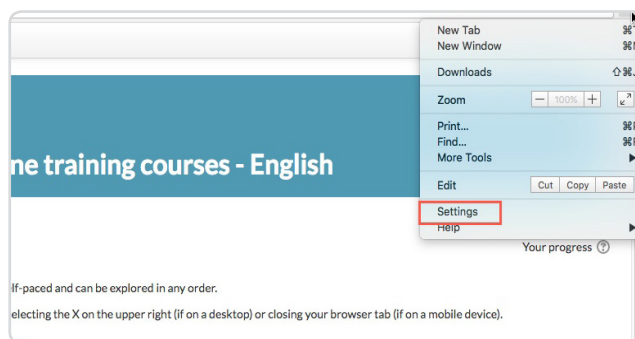 New Tab ⌘T
New Window ⌘
Downloads ⇧⌘
Zoom — 100% +
Print... ⌘
Find... ⌘
More Tools
Edit Cut Copy Paste
Settings
Help
ne training courses - English
Your progress
lf-paced and can be explored in any order.
electing the X on the upper right (if on a desktop) or closing your browser tab (if on a mobile device).